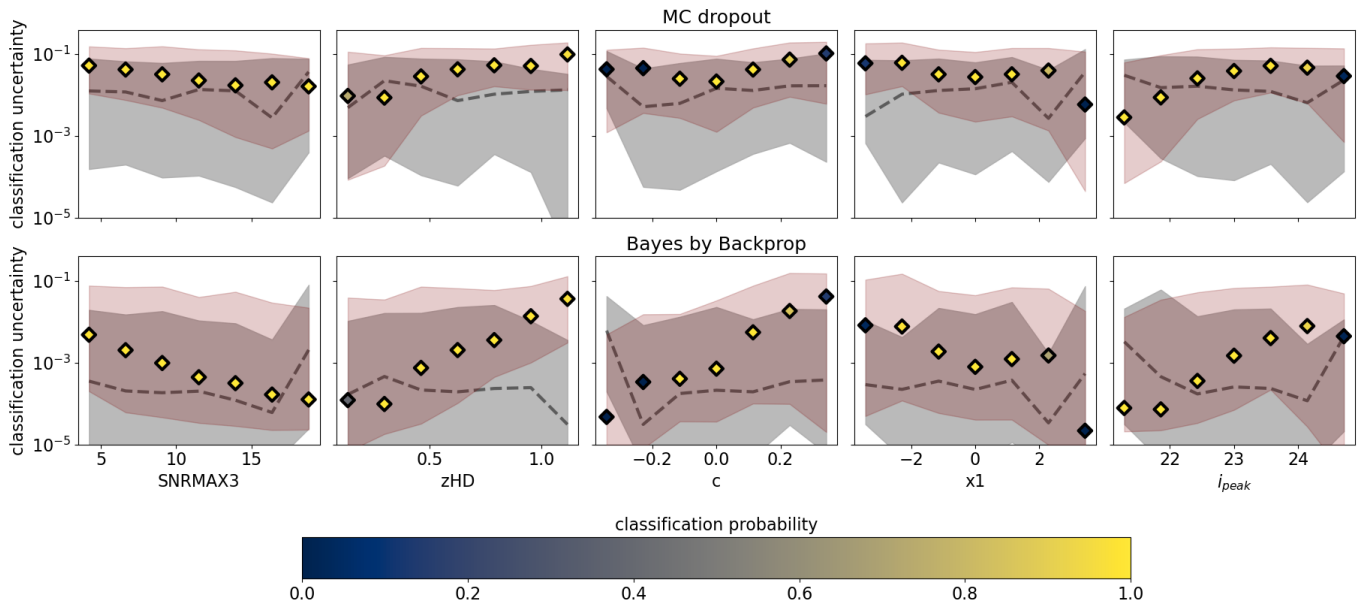 MC dropout
classification uncertainty
10⁻¹
10⁻³
10⁻⁵
Bayes by Backprop
classification uncertainty
10⁻¹
10⁻³
10⁻⁵
5 10 15
0.5 1.0
−0.2 0.0 0.2
−2 0 2
22 23 24
SNRMAX3
zHD
c
x1
i_peak
classification probability
0.0 0.2 0.4 0.6 0.8 1.0